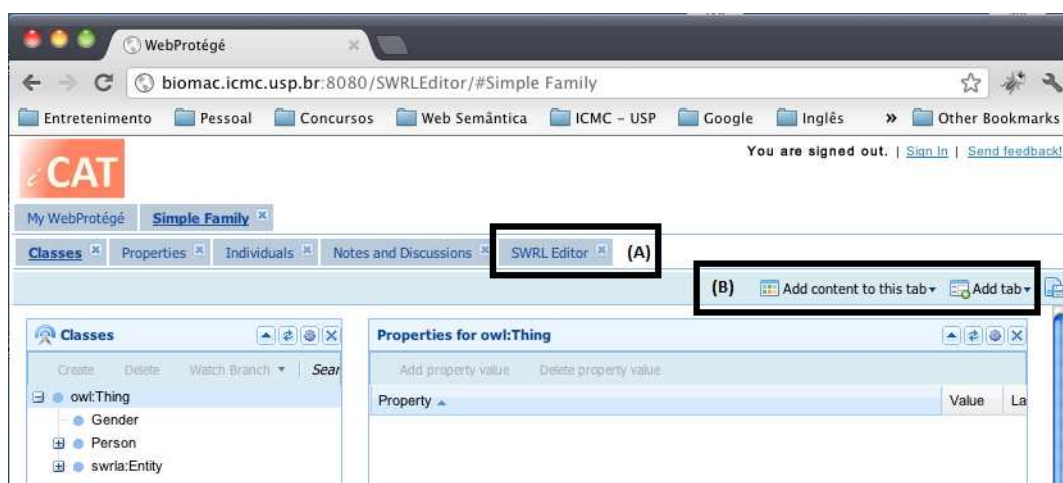 WebProtégé
biomac.icmc.usp.br:8080/SWRLEditor/#Simple Family
Entretenimento Pessoal Concursos Web Semântica ICMC - USP Google Inglês » Other Bookmarks
You are signed out. | Sign In | Send feedback!
iCAT
My WebProtégé Simple Family
Classes Properties Individuals Notes and Discussions SWRL Editor (A)
(B) Add content to this tab Add tab
Classes Properties for owl:Thing
Create Delete Watch Branch Sear Add property value Delete property value
owl:Thing Property Value La
Gender
Person
swrla:Entity